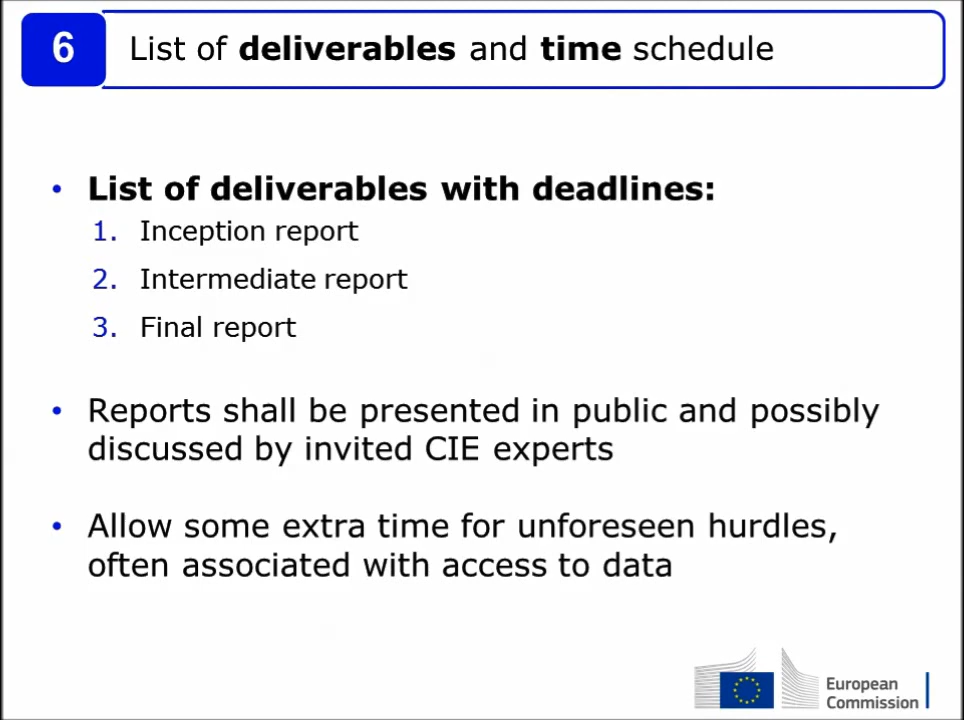 6
List of deliverables and time schedule
• List of deliverables with deadlines:
1. Inception report
2. Intermediate report
3. Final report
• Reports shall be presented in public and possibly
discussed by invited CIE experts
• Allow some extra time for unforeseen hurdles,
often associated with access to data
European
Commission